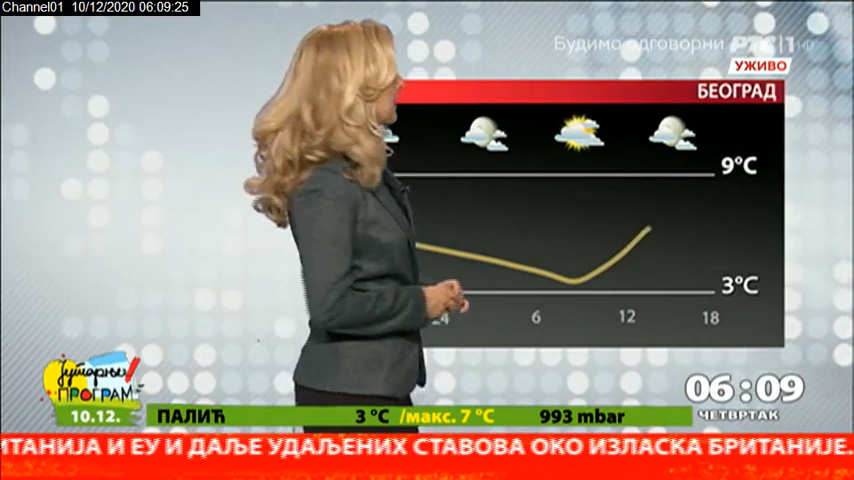 Channel01 10/12/2020 06:09:25
Будимо одговорни РТС|1 HD
УЖИВО
БЕОГРАД
9°C
3°C
24 6 12 18
Јутарњи
ПРОГРАМ
10.12. ПАЛИЋ 3 °C /макс. 7 °C 993 mbar
06:09
ЧЕТВРТАК
ИТАНИЈА И ЕУ И ДАЉЕ УДАЉЕНИХ СТАВОВА ОКО ИЗЛАСКА БРИТАНИЈЕ.